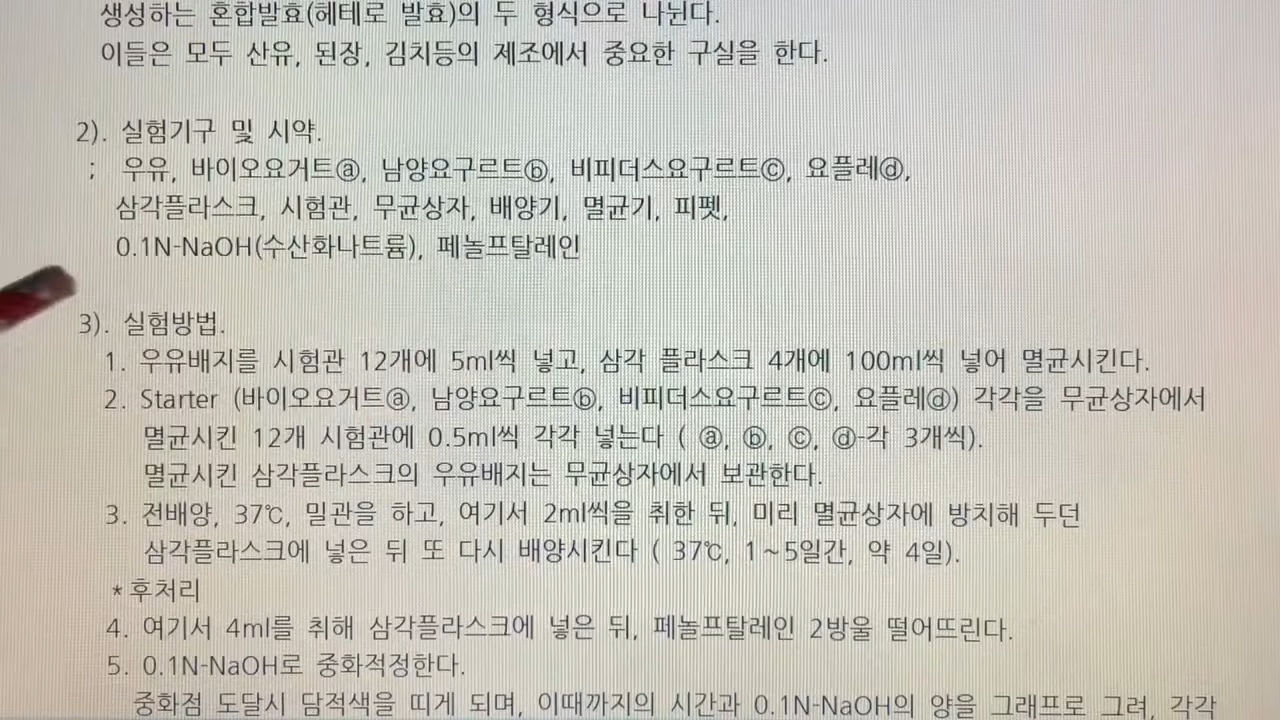 생성하는 혼합발효(헤테로 발효)의 두 형식으로 나뉜다.
이들은 모두 산유, 된장, 김치등의 제조에서 중요한 구실을 한다.
2). 실험기구 및 시약.
; 우유, 바이오요거트ⓐ, 남양요구르트ⓑ, 비피더스요구르트ⓒ, 요플레ⓓ,
삼각플라스크, 시험관, 무균상자, 배양기, 멸균기, 피펫,
0.1N-NaOH(수산화나트륨), 페놀프탈레인
3). 실험방법.
1. 우유배지를 시험관 12개에 5ml씩 넣고, 삼각 플라스크 4개에 100ml씩 넣어 멸균시킨다.
2. Starter (바이오요거트ⓐ, 남양요구르트ⓑ, 비피더스요구르트ⓒ, 요플레ⓓ) 각각을 무균상자에서
멸균시킨 12개 시험관에 0.5ml씩 각각 넣는다 ( ⓐ, ⓑ, ⓒ, ⓓ-각 3개씩).
멸균시킨 삼각플라스크의 우유배지는 무균상자에서 보관한다.
3. 전배양, 37℃, 밀관을 하고, 여기서 2ml씩을 취한 뒤, 미리 멸균상자에 방치해 두던
삼각플라스크에 넣은 뒤 또 다시 배양시킨다 ( 37℃, 1~5일간, 약 4일).
*후처리
4. 여기서 4ml를 취해 삼각플라스크에 넣은 뒤, 페놀프탈레인 2방울 떨어뜨린다.
5. 0.1N-NaOH로 중화적정한다.
중화점 도달시 담적색을 띠게 되며, 이때까지의 시간과 0.1N-NaOH의 양을 그래프로 그려, 각각